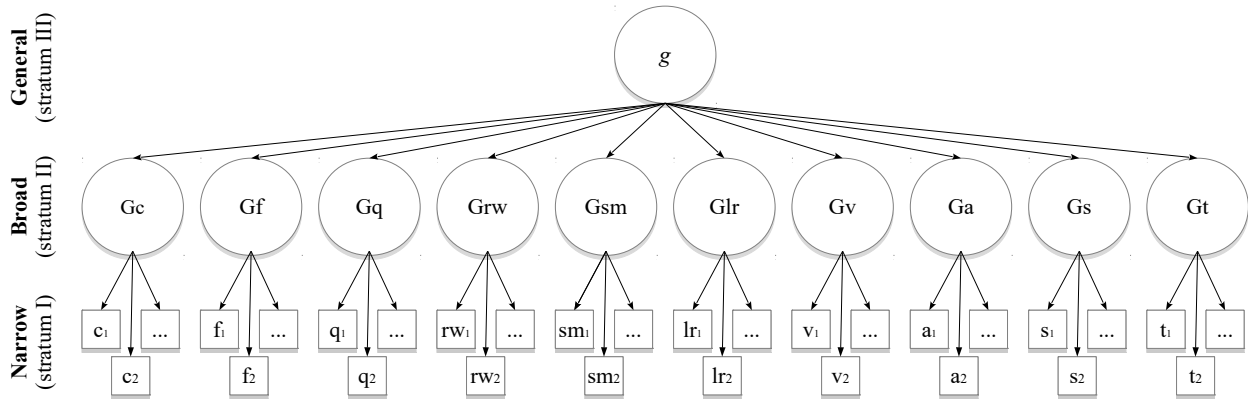 General
(stratum III)
g
Broad
(stratum II)
Gc Gf Gq Grw Gsm Glr Gv Ga Gs Gt
Narrow
(stratum I)
c₁ ... f₁ ... q₁ ... rw₁ ... sm₁ ... lr₁ ... v₁ ... a₁ ... s₁ ... t₁ ...
c₂ f₂ q₂ rw₂ sm₂ lr₂ v₂ a₂ s₂ t₂